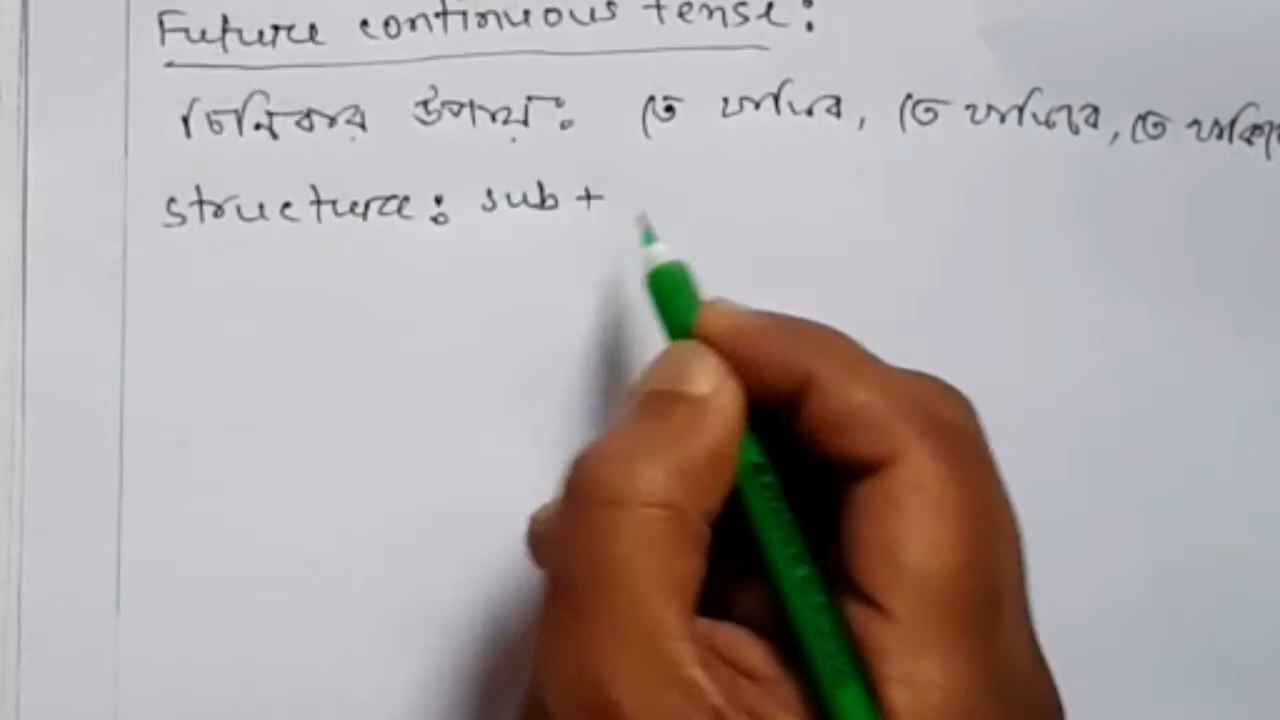 Future continuous tense:
চিনিবার উপায়: তে থাকিব, তে থাকিবে, তে থাকিবে
structure: sub +